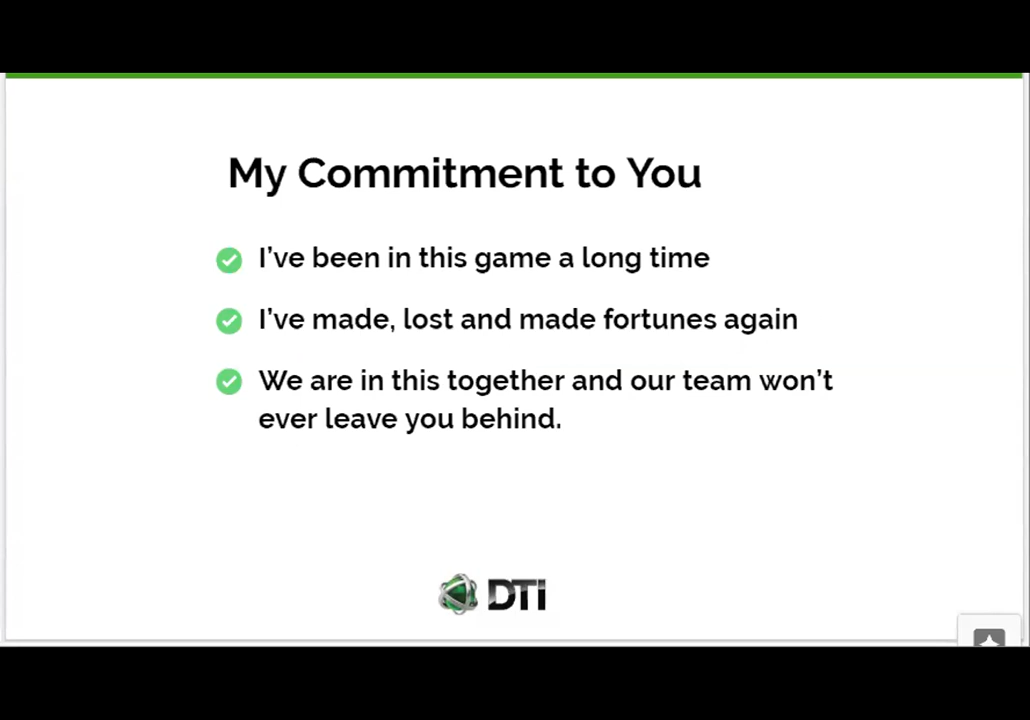 My Commitment to You
I've been in this game a long time
I've made, lost and made fortunes again
We are in this together and our team won't
ever leave you behind.
DTI